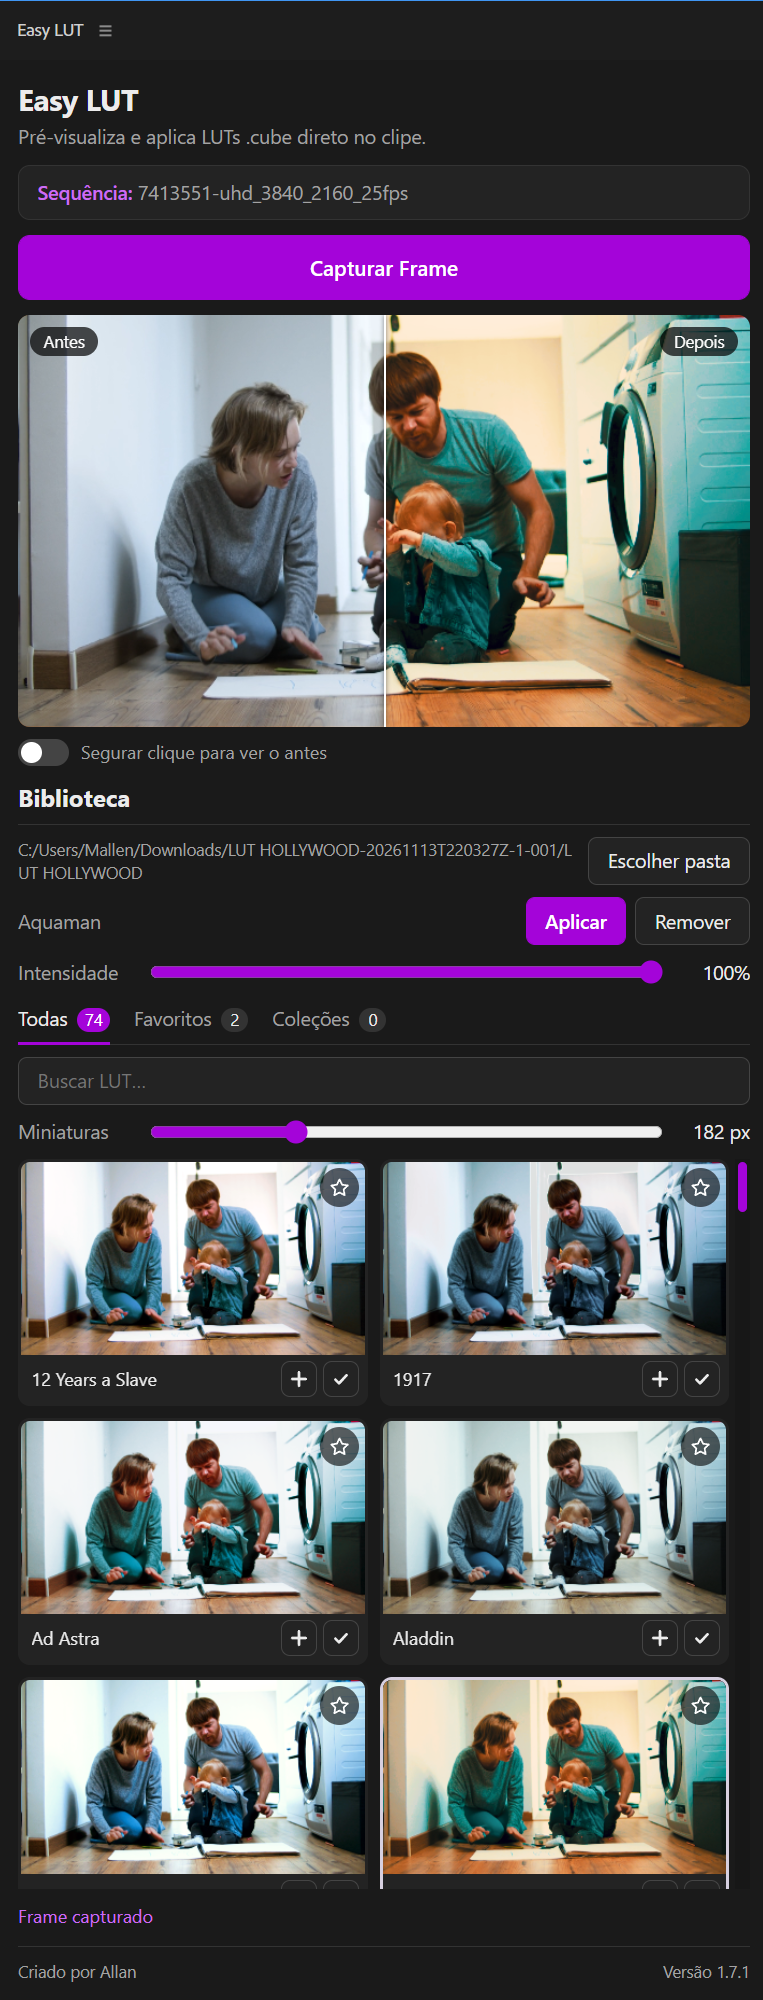 Easy LUT
Easy LUT
Pré-visualiza e aplica LUTs .cube direto no clipe.
Sequência: 7413551-uhd_3840_2160_25fps
Capturar Frame
Antes
Depois
Segurar clique para ver o antes
Biblioteca
C:/Users/Mallen/Downloads/LUT HOLLYWOOD-20261113T220327Z-1-001/L
UT HOLLYWOOD
Escolher pasta
Aquaman
Aplicar
Remover
Intensidade
100%
Todas 74
Favoritos 2
Coleções 0
Buscar LUT...
Miniaturas
182 px
12 Years a Slave
1917
Ad Astra
Aladdin
Frame capturado
Criado por Allan
Versão 1.7.1